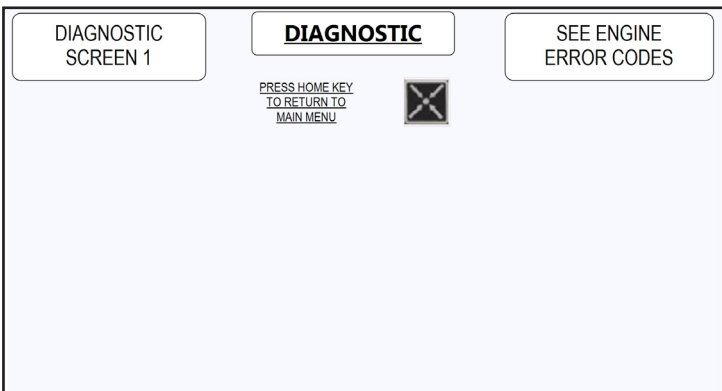 DIAGNOSTIC
SCREEN 1
DIAGNOSTIC
SEE ENGINE
ERROR CODES
PRESS HOME KEY
TO RETURN TO
MAIN MENU